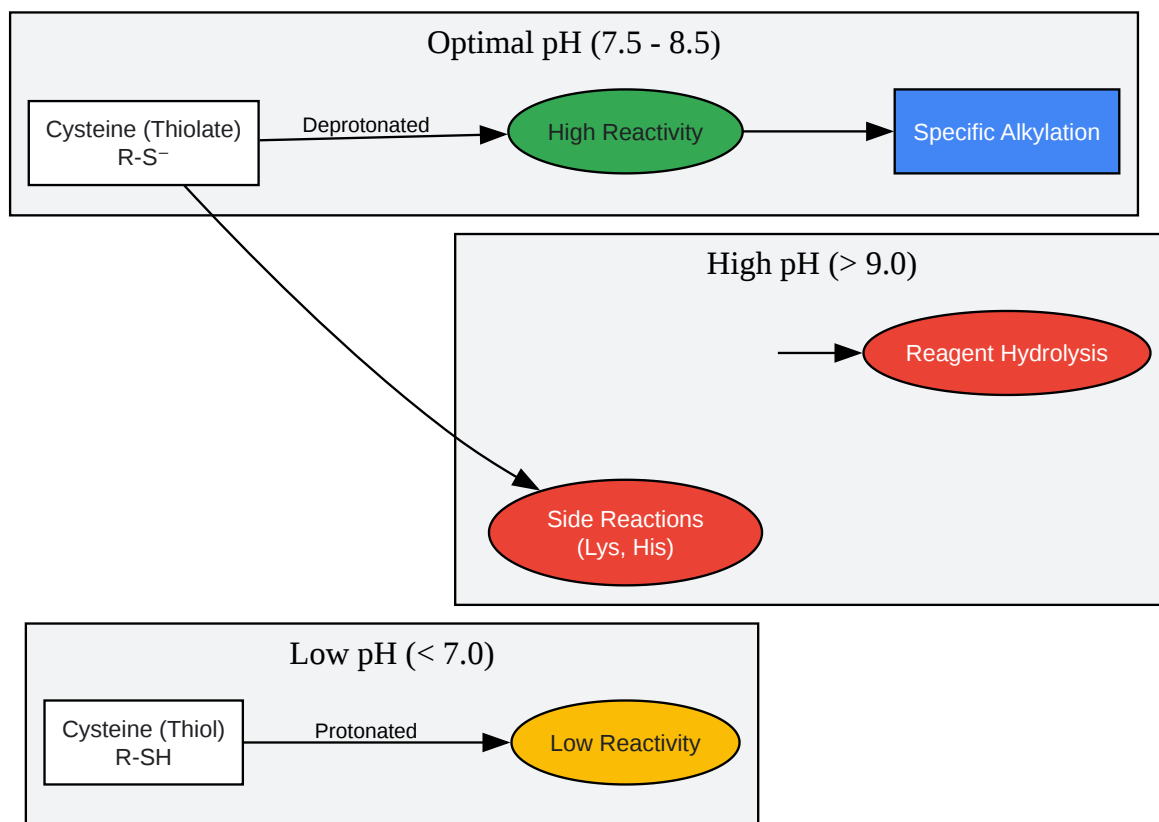 Optimal pH (7.5 - 8.5)
Cysteine (Thiolate)
R-S⁻
Deprotonated
High Reactivity
Specific Alkylation
High pH (> 9.0)
Reagent Hydrolysis
Side Reactions
(Lys, His)
Low pH (< 7.0)
Cysteine (Thiol)
R-SH
Protonated
Low Reactivity